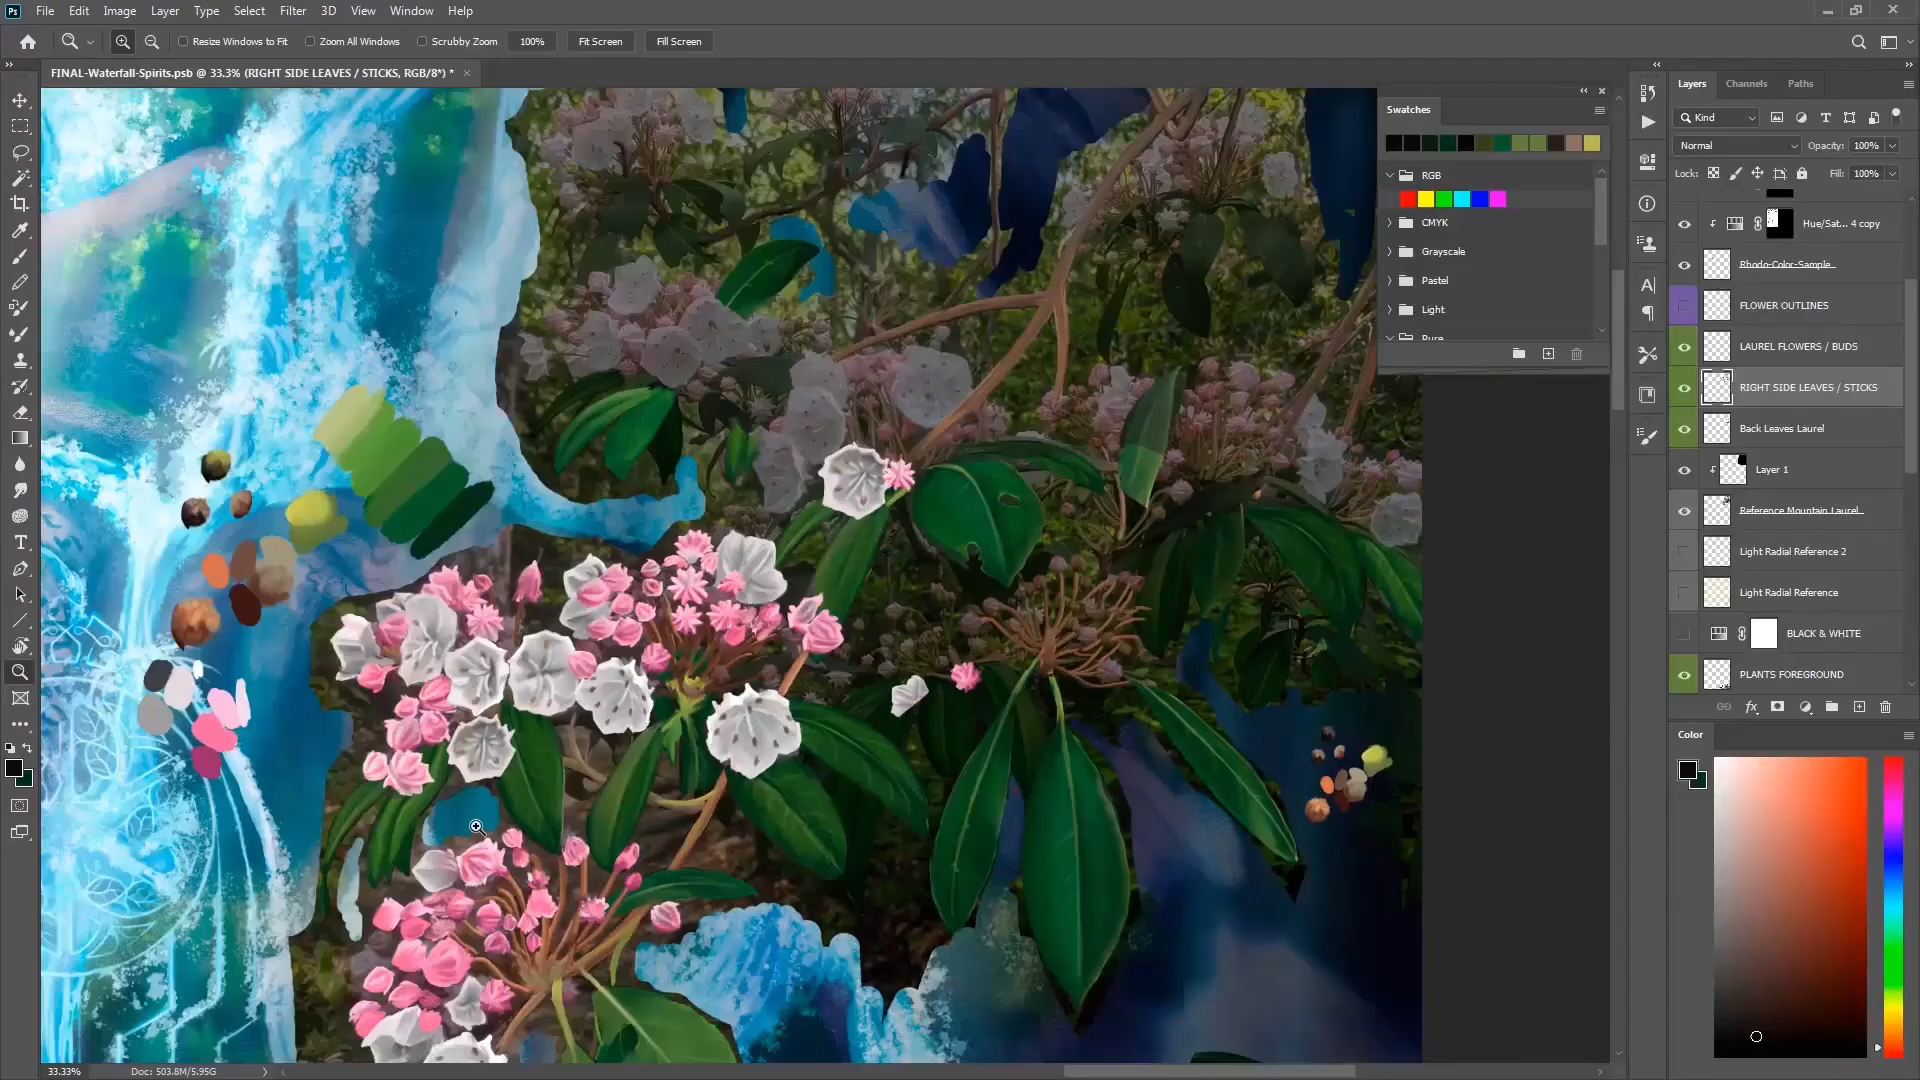 Ps File Edit Image Layer Type Select Filter 3D View Window Help
Resize Windows to Fit Zoom All Windows Scrubby Zoom 100% Fit Screen Fill Screen
FINAL-Waterfall-Spirits.psb @ 33.3% (RIGHT SIDE LEAVES / STICKS, RGB/8*) *
Swatches
RGB
CMYK
Grayscale
Pastel
Light
Pure
Layers Channels Paths
Kind
Normal Opacity: 100%
Lock: Fill: 100%
Hue/Sat... 4 copy
Rhodo-Color-Sample
FLOWER OUTLINES
LAUREL FLOWERS / BUDS
RIGHT SIDE LEAVES / STICKS
Back Leaves Laurel
Layer 1
Reference Mountain Laurel
Light Radial Reference 2
Light Radial Reference
BLACK & WHITE
PLANTS FOREGROUND
Color
33.33% Doc: 503.8M/5.95G